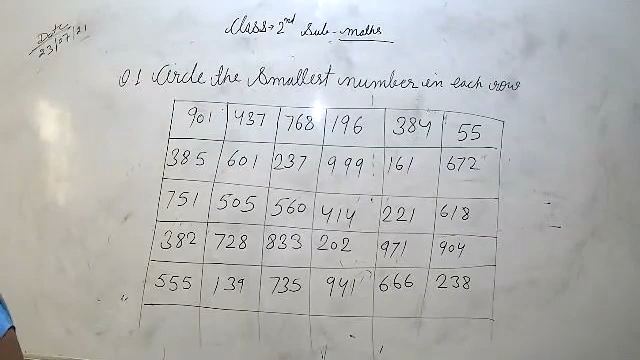 Date
23/07/21
Class→2nd Sub-maths
Q1 Circle the Smallest number in each row
901 437 768 196 384 55
385 601 237 999 161 672
751 505 560 414 221 618
382 728 833 202 971 904
555 139 735 941 666 238